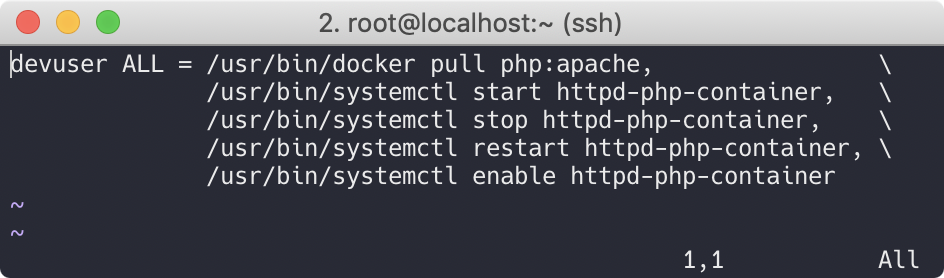 2. root@localhost:~ (ssh)
devuser ALL = /usr/bin/docker pull php:apache,                 \
              /usr/bin/systemctl start httpd-php-container,    \
              /usr/bin/systemctl stop httpd-php-container,     \
              /usr/bin/systemctl restart httpd-php-container,  \
              /usr/bin/systemctl enable httpd-php-container
~
~
1,1           All